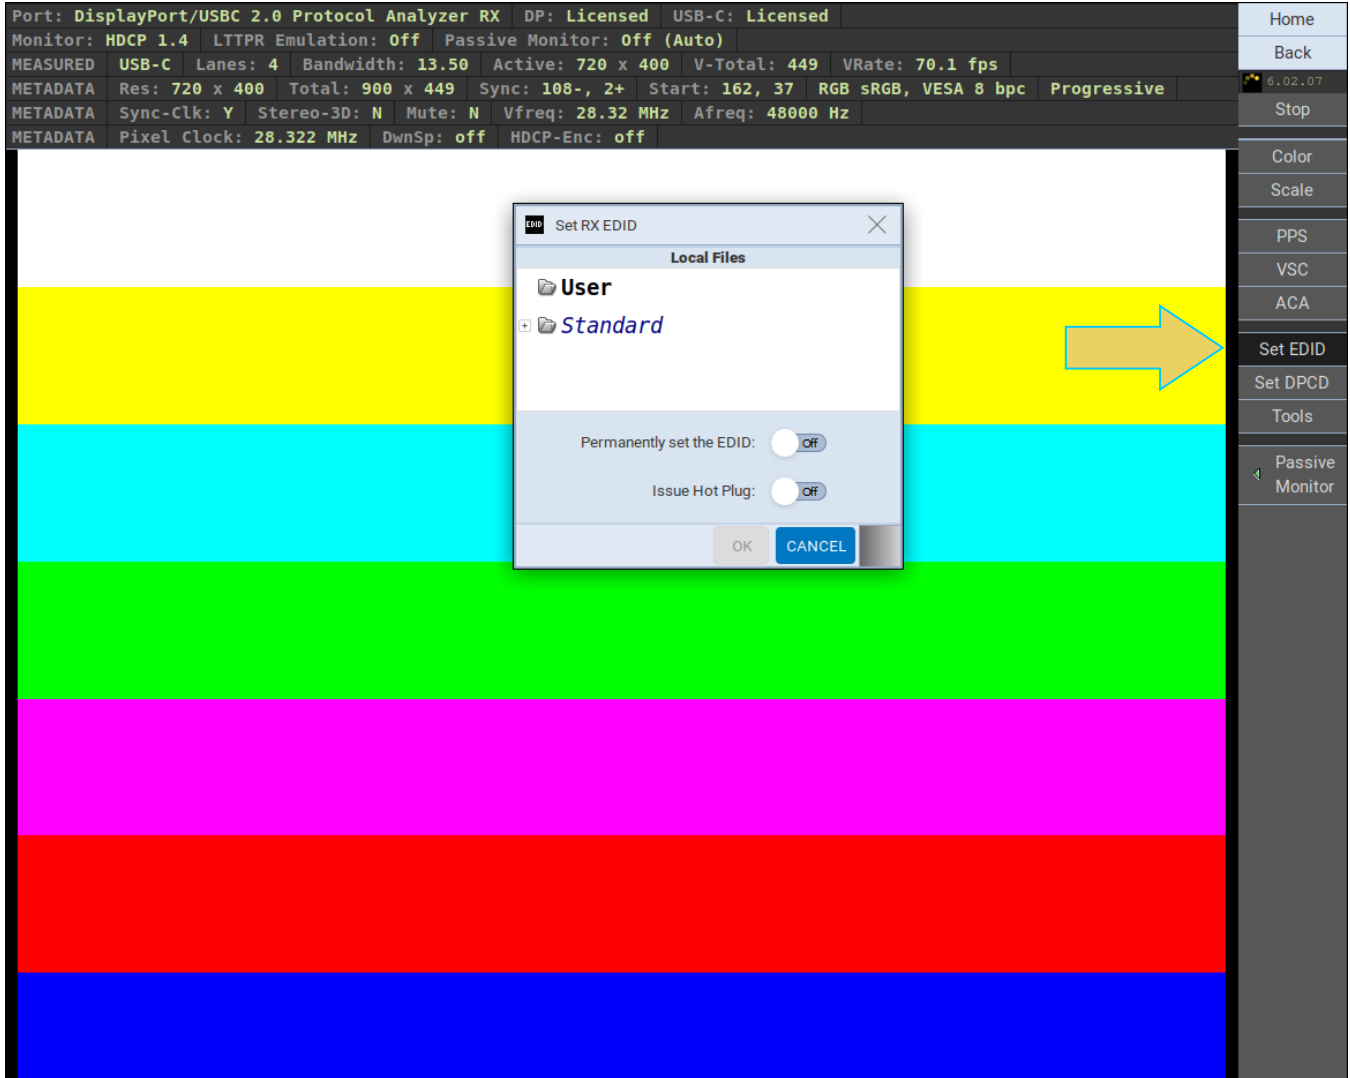 Port: DisplayPort/USBC 2.0 Protocol Analyzer RX DP: Licensed USB-C: Licensed
Monitor: HDCP 1.4 LTTPR Emulation: Off Passive Monitor: Off (Auto)
MEASURED USB-C Lanes: 4 Bandwidth: 13.50 Active: 720 x 400 V-Total: 449 VRate: 70.1 fps
METADATA Res: 720 x 400 Total: 900 x 449 Sync: 108-, 2+ Start: 162, 37 RGB sRGB, VESA 8 bpc Progressive
METADATA Sync-Clk: Y Stereo-3D: N Mute: N Vfreq: 28.32 MHz Afreq: 48000 Hz
METADATA Pixel Clock: 28.322 MHz DwnSp: off HDCP-Enc: off
Home
Back
6.02.07
Stop
Color
Scale
PPS
VSC
ACA
Set EDID
Set DPCD
Tools
Passive
Monitor
EDID Set RX EDID
Local Files
User
Standard
Permanently set the EDID: Off
Issue Hot Plug: Off
OK CANCEL